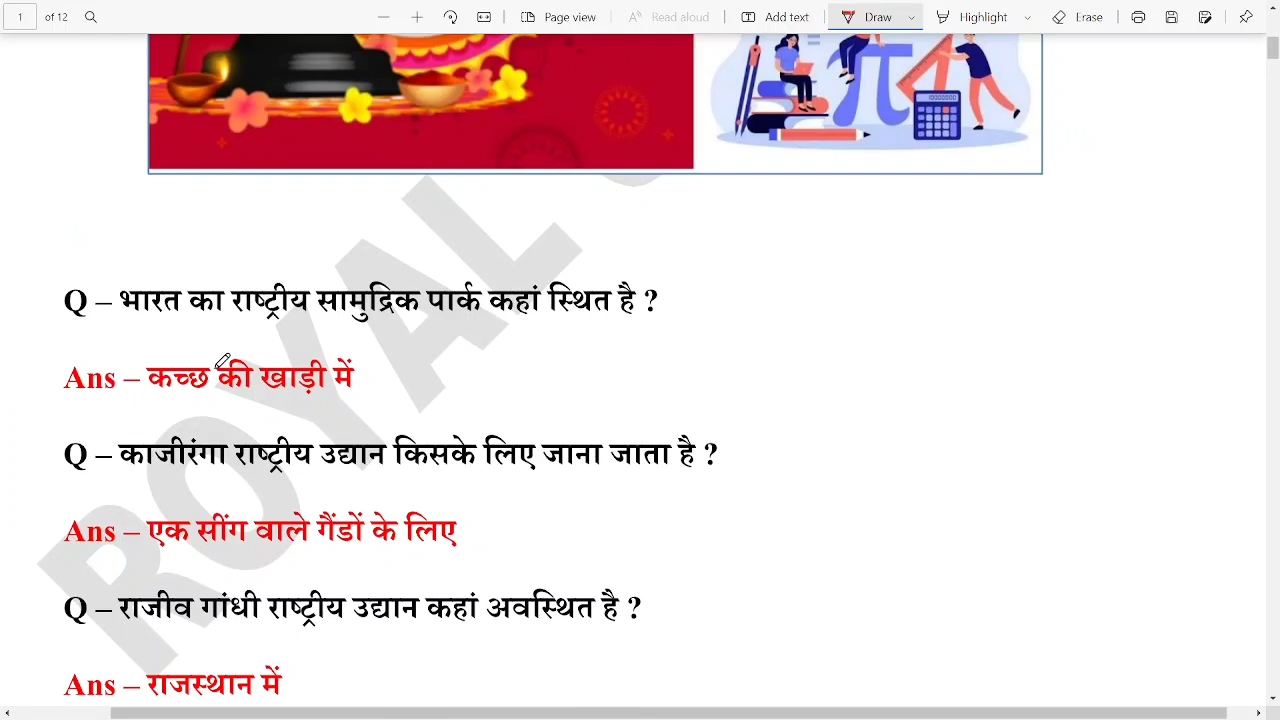 1 of 12 Page view Read aloud Add text Draw Highlight Erase
π
Q – भारत का राष्ट्रीय सामुद्रिक पार्क कहां स्थित है ?
Ans – कच्छ की खाड़ी में
Q – काजीरंगा राष्ट्रीय उद्यान किसके लिए जाना जाता है ?
Ans – एक सींग वाले गैंडों के लिए
Q – राजीव गांधी राष्ट्रीय उद्यान कहां अवस्थित है ?
Ans – राजस्थान में
ROYAL